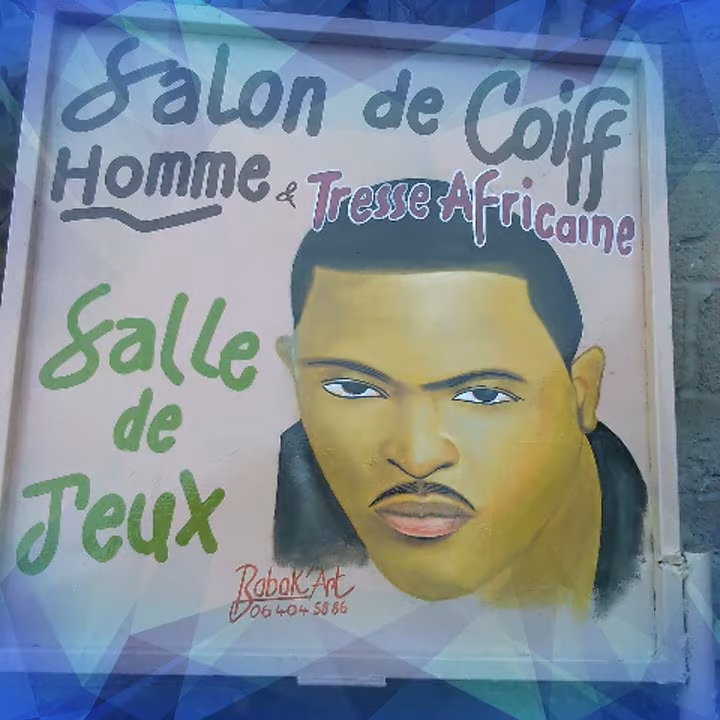 Salon de Coiff
Homme & Tresse Africaine
Salle
de
Jeux
Babak'Art
06 404 58 86